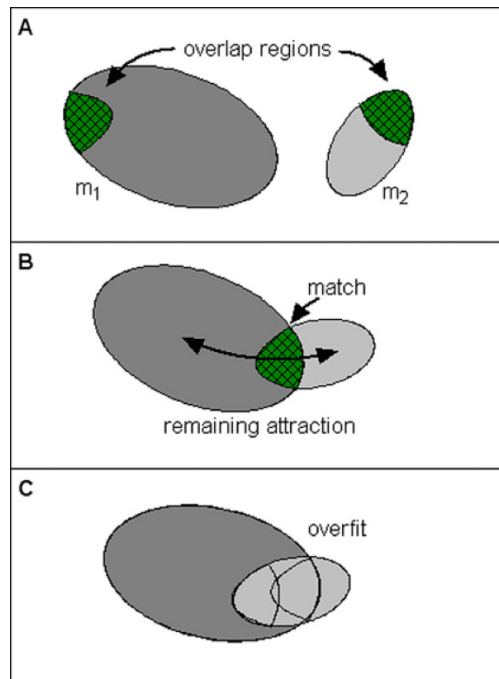 A
overlap regions
m1
m2
B
match
remaining attraction
C
overfit